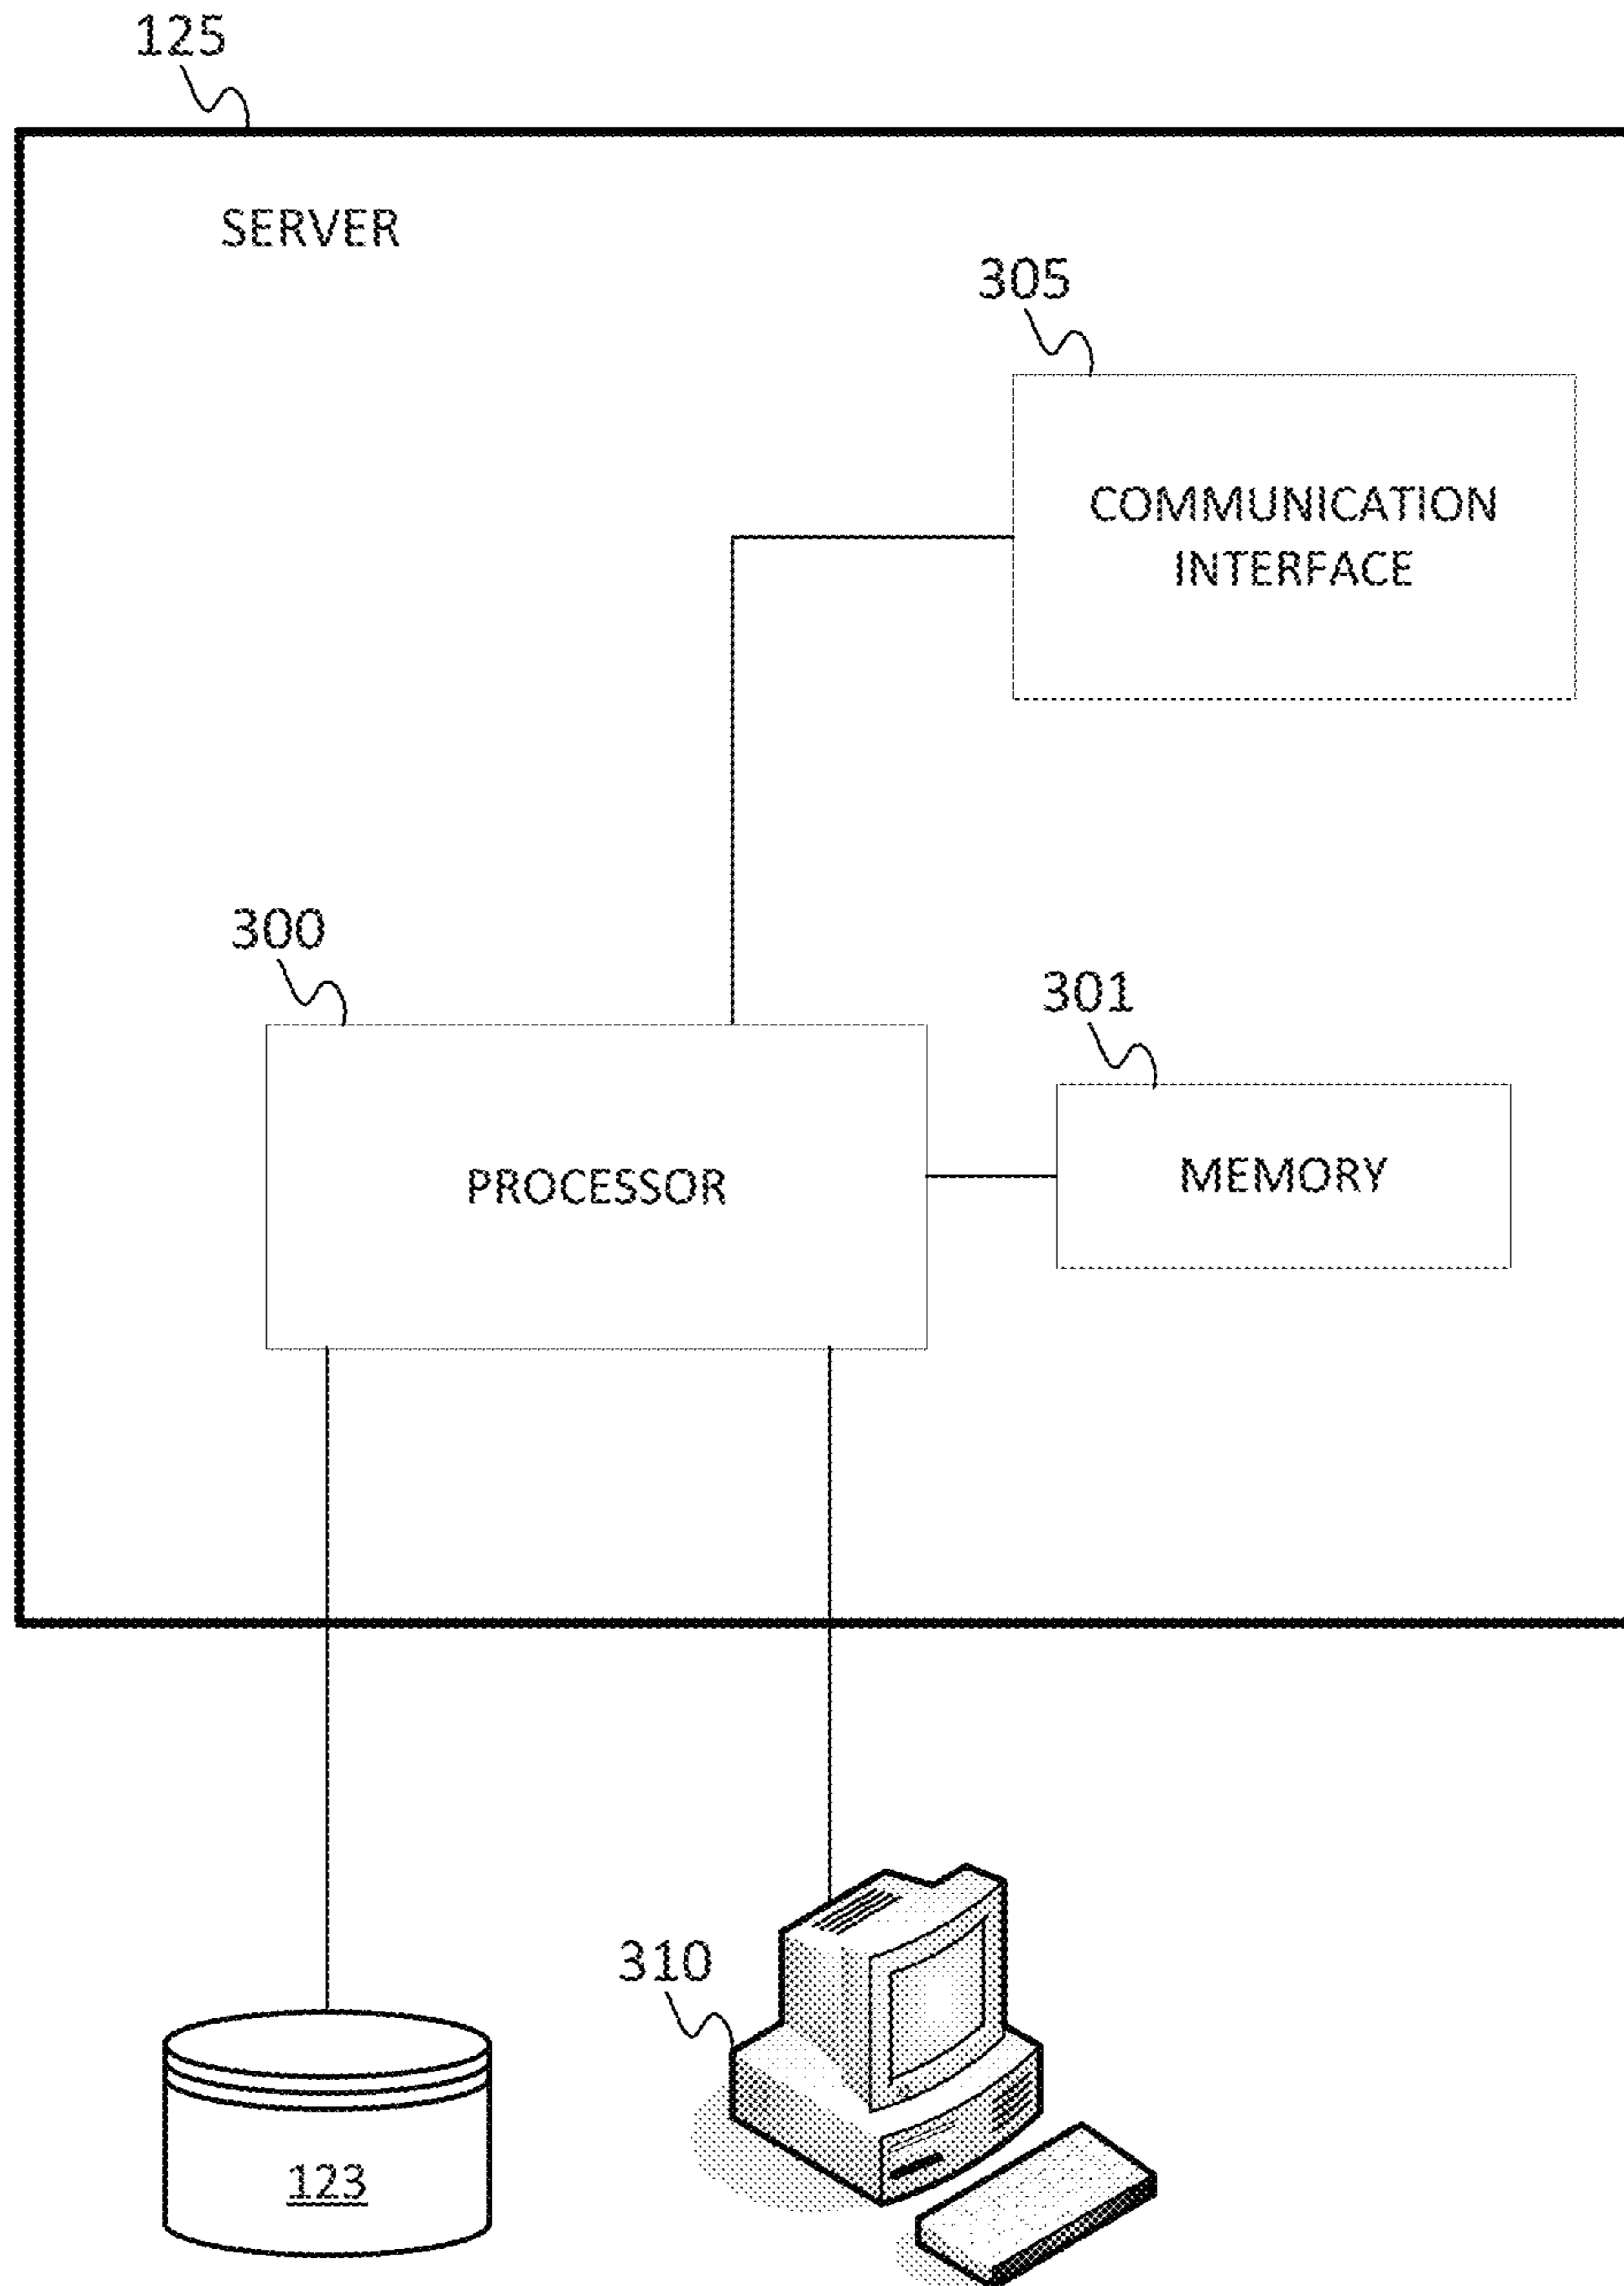 125
SERVER
305
COMMUNICATION
INTERFACE
300
301
PROCESSOR
MEMORY
310
123